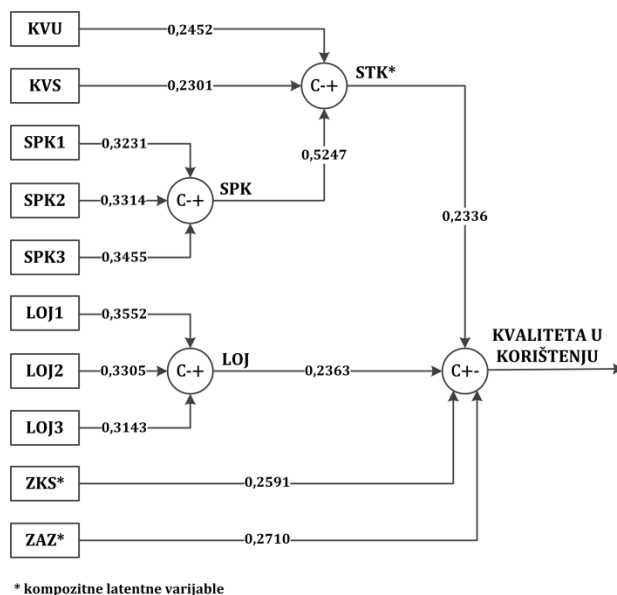 KVU
0,2452
KVS
0,2301
C-+
STK*
SPK1
0,3231
0,5247
SPK2
0,3314
C-+
SPK
0,2336
SPK3
0,3455
LOJ1
0,3552
LOJ2
0,3305
C-+
LOJ
0,2363
C+-
KVALITETA U
KORIŠTENJU
LOJ3
0,3143
ZKS*
0,2591
ZAZ*
0,2710
* kompozitne latentne varijable